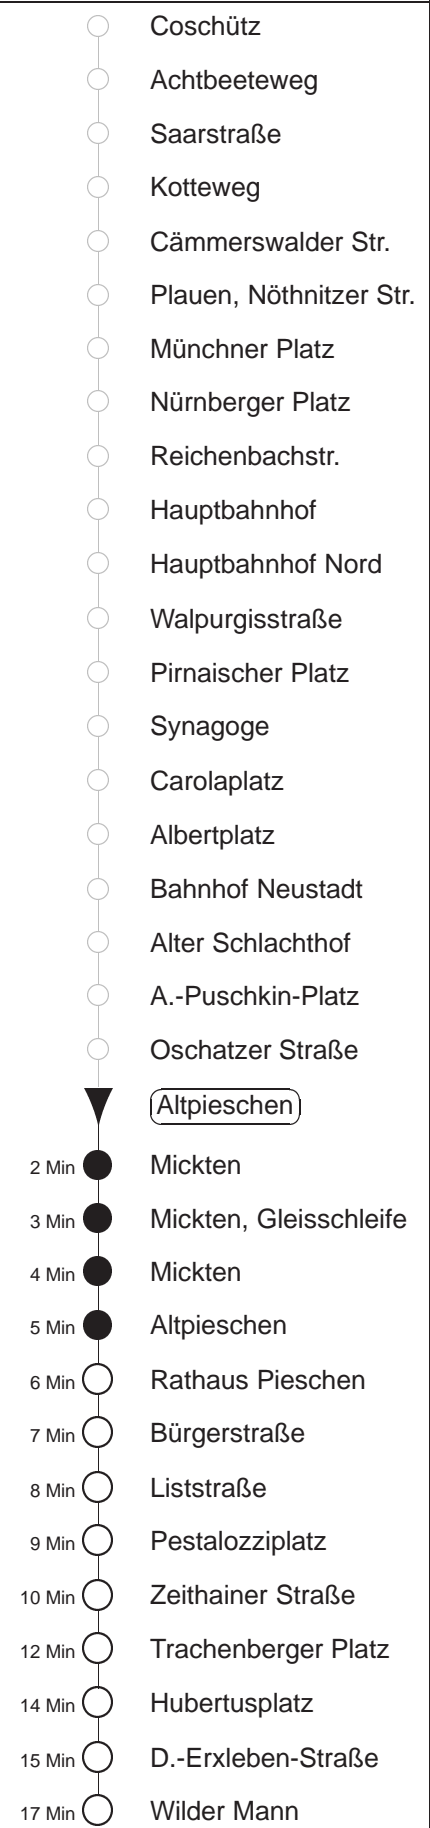 Coschütz
Achtbeeteweg
Saarstraße
Kotteweg
Cämmerswalder Str.
Plauen, Nöthnitzer Str.
Münchner Platz
Nürnberger Platz
Reichenbachstr.
Hauptbahnhof
Hauptbahnhof Nord
Walpurgisstraße
Pirnaischer Platz
Synagoge
Carolaplatz
Albertplatz
Bahnhof Neustadt
Alter Schlachthof
A.-Puschkin-Platz
Oschatzer Straße
Altpieschen
2 Min Mickten
3 Min Mickten, Gleisschleife
4 Min Mickten
5 Min Altpieschen
6 Min Rathaus Pieschen
7 Min Bürgerstraße
8 Min Liststraße
9 Min Pestalozziplatz
10 Min Zeithainer Straße
12 Min Trachenberger Platz
14 Min Hubertusplatz
15 Min D.-Erxleben-Straße
17 Min Wilder Mann